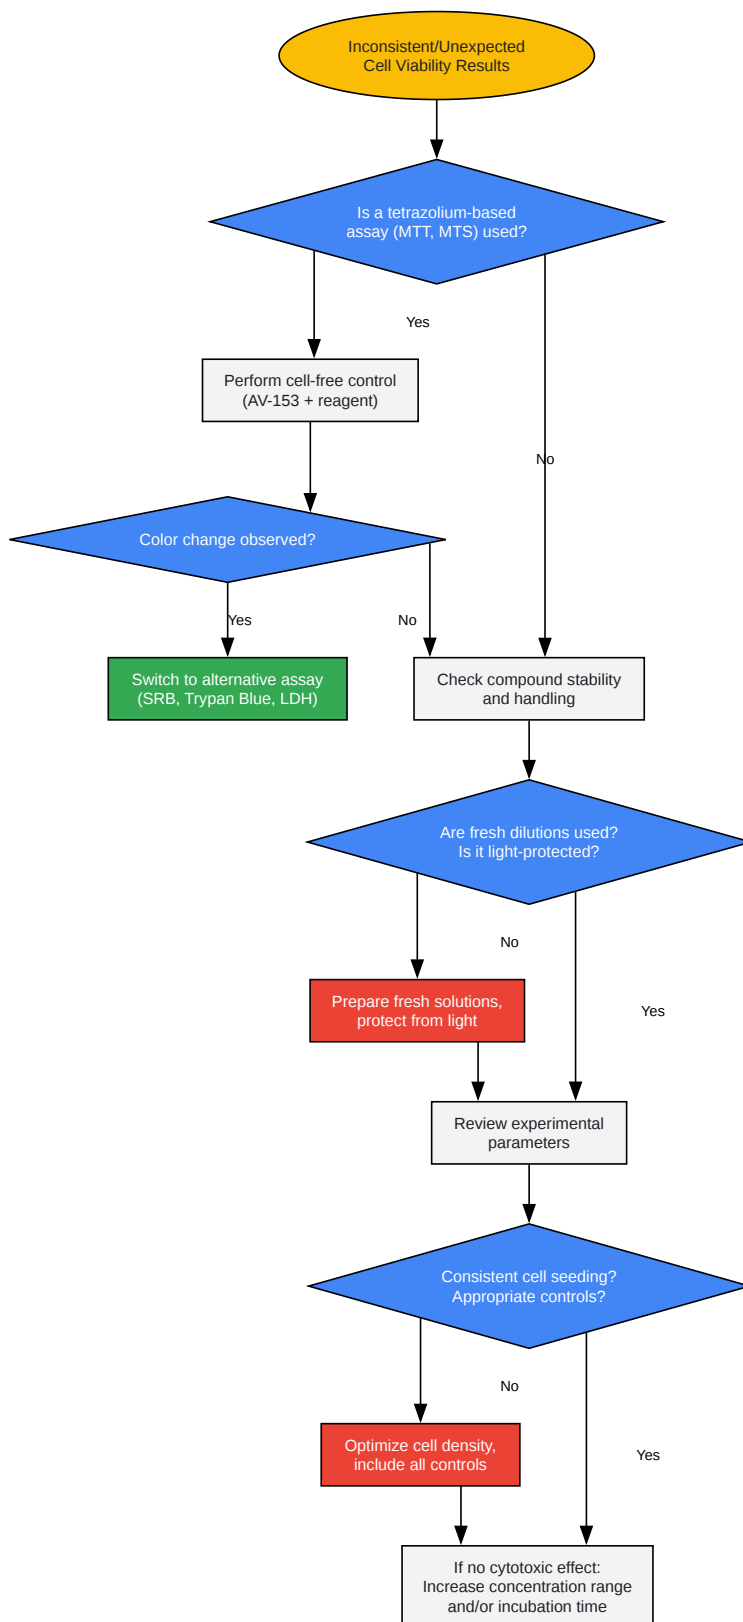 Inconsistent/Unexpected
Cell Viability Results
Is a tetrazolium-based
assay (MTT, MTS) used?
Yes
Perform cell-free control
(AV-153 + reagent)
No
Color change observed?
Yes
No
Switch to alternative assay
(SRB, Trypan Blue, LDH)
Check compound stability
and handling
Are fresh dilutions used?
Is it light-protected?
No
Prepare fresh solutions,
protect from light
Yes
Review experimental
parameters
Consistent cell seeding?
Appropriate controls?
No
Optimize cell density,
include all controls
Yes
If no cytotoxic effect:
Increase concentration range
and/or incubation time